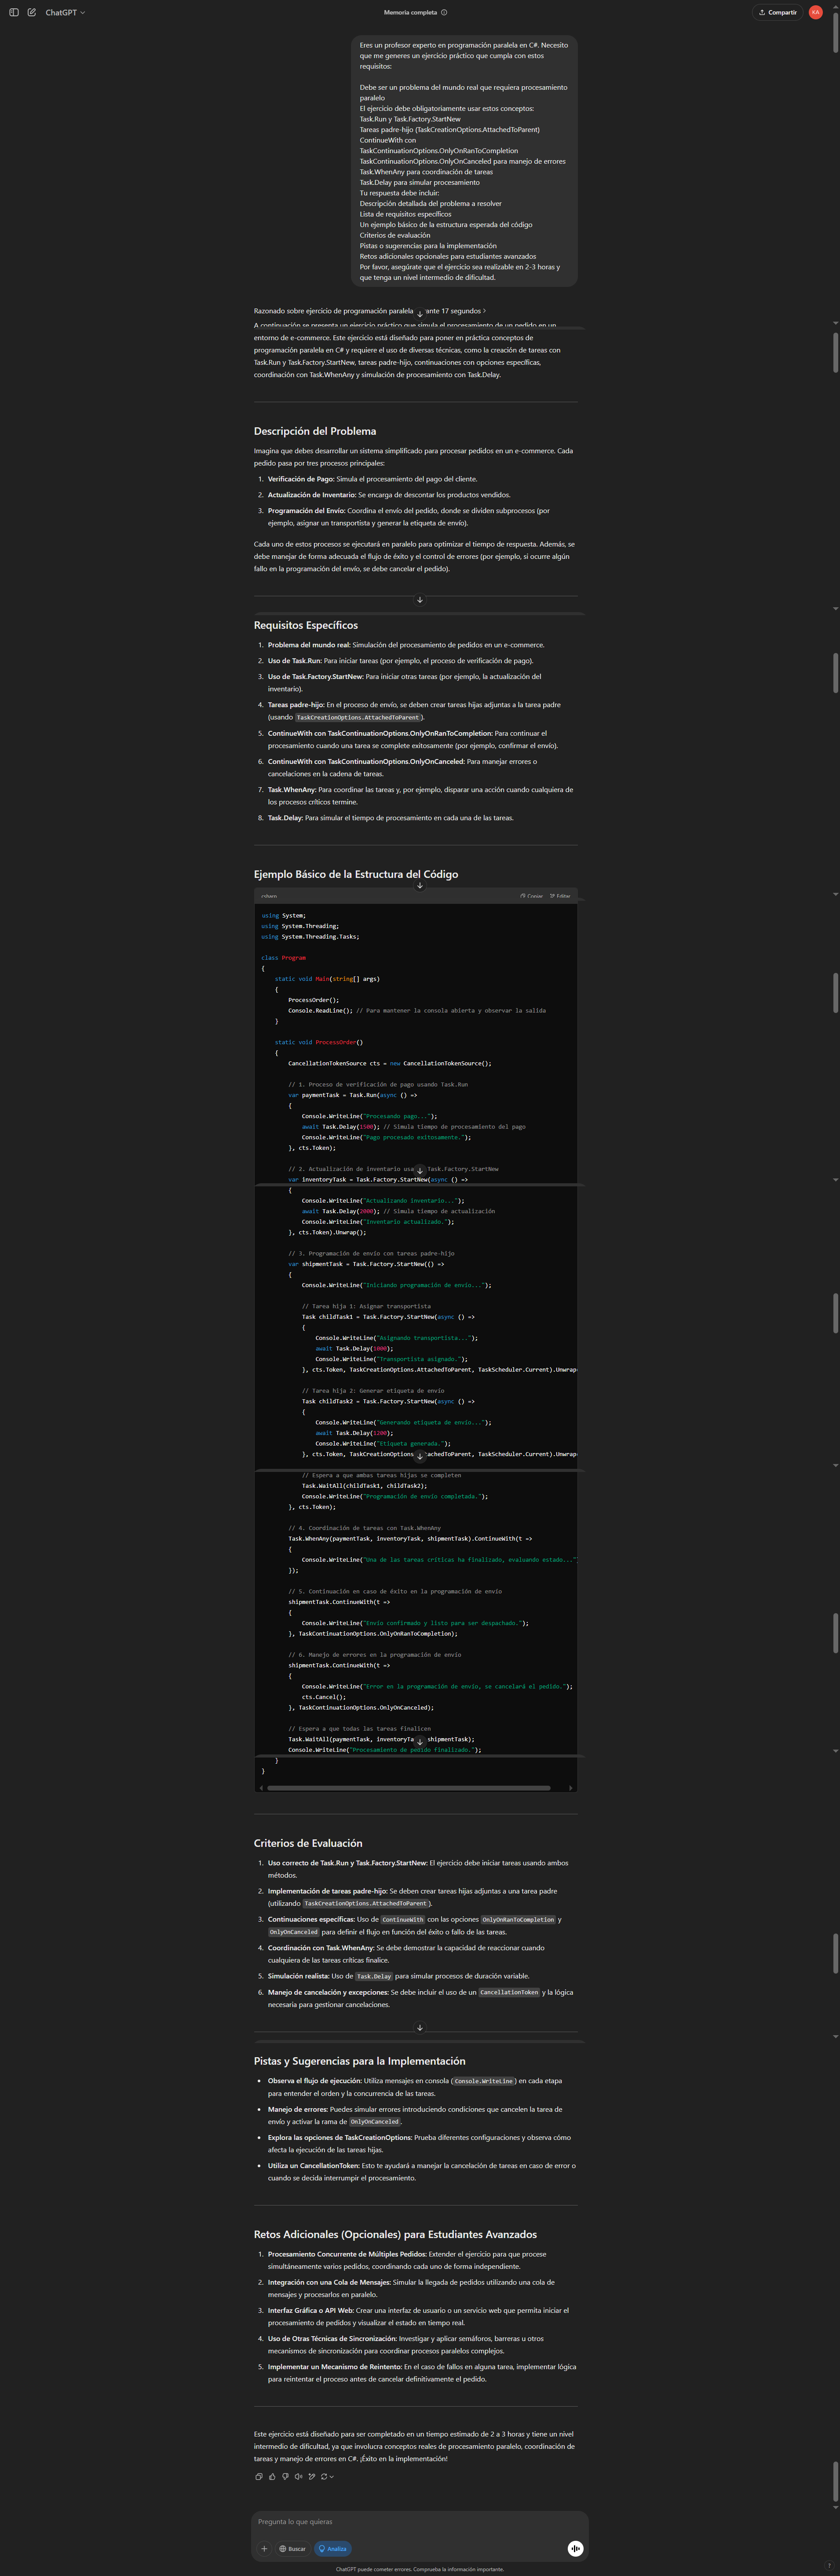 ChatGPT
Memoria completa
Compartir
KA
Eres un profesor experto en programación paralela en C#. Necesito
que me generes un ejercicio práctico que cumpla con estos
requisitos:
Debe ser un problema del mundo real que requiera procesamiento
paralelo
El ejercicio debe obligatoriamente usar estos conceptos:
Task.Run y Task.Factory.StartNew
Tareas padre-hijo (TaskCreationOptions.AttachedToParent)
ContinueWith con
TaskContinuationOptions.OnlyOnRanToCompletion
TaskContinuationOptions.OnlyOnCanceled para manejo de errores
Task.WhenAny para coordinación de tareas
Task.Delay para simular procesamiento
Tu respuesta debe incluir:
Descripción detallada del problema a resolver
Lista de requisitos específicos
Un ejemplo básico de la estructura esperada del código
Criterios de evaluación
Pistas o sugerencias para la implementación
Retos adicionales opcionales para estudiantes avanzados
Por favor, asegúrate que el ejercicio sea realizable en 2-3 horas y
que tenga un nivel intermedio de dificultad.
Razonado sobre ejercicio de programación paralela ante 17 segundos
A continuación se presenta un ejercicio práctico que simula el procesamiento de un pedido en un
entorno de e-commerce. Este ejercicio está diseñado para poner en práctica conceptos de
programación paralela en C# y requiere el uso de diversas técnicas, como la creación de tareas con
Task.Run y Task.Factory.StartNew, tareas padre-hijo, continuaciones con opciones específicas,
coordinación con Task.WhenAny y simulación de procesamiento con Task.Delay.
Descripción del Problema
Imagina que debes desarrollar un sistema simplificado para procesar pedidos en un e-commerce. Cada
pedido pasa por tres procesos principales:
1. Verificación de Pago: Simula el procesamiento del pago del cliente.
2. Actualización de Inventario: Se encarga de descontar los productos vendidos.
3. Programación del Envío: Coordina el envío del pedido, donde se dividen subprocesos (por
ejemplo, asignar un transportista y generar la etiqueta de envío).
Cada uno de estos procesos se ejecutará en paralelo para optimizar el tiempo de respuesta. Además, se
debe manejar de forma adecuada el flujo de éxito y el control de errores (por ejemplo, si ocurre algún
fallo en la programación del envío, se debe cancelar el pedido).
Requisitos Específicos
1. Problema del mundo real: Simulación del procesamiento de pedidos en un e-commerce.
2. Uso de Task.Run: Para iniciar tareas (por ejemplo, el proceso de verificación de pago).
3. Uso de Task.Factory.StartNew: Para iniciar otras tareas (por ejemplo, la actualización del
inventario).
4. Tareas padre-hijo: En el proceso de envío, se deben crear tareas hijas adjuntas a la tarea padre
(usando TaskCreationOptions.AttachedToParent).
5. ContinueWith con TaskContinuationOptions.OnlyOnRanToCompletion: Para continuar el
procesamiento cuando una tarea se complete exitosamente (por ejemplo, confirmar el envío).
6. ContinueWith con TaskContinuationOptions.OnlyOnCanceled: Para manejar errores o
cancelaciones en la cadena de tareas.
7. Task.WhenAny: Para coordinar las tareas y, por ejemplo, disparar una acción cuando cualquiera de
los procesos críticos termine.
8. Task.Delay: Para simular el tiempo de procesamiento en cada una de las tareas.
Ejemplo Básico de la Estructura del Código
csharp
Copiar
Editar
using System;
using System.Threading;
using System.Threading.Tasks;
class Program
{
static void Main(string[] args)
{
ProcessOrder();
Console.ReadLine(); // Para mantener la consola abierta y observar la salida
}
static void ProcessOrder()
{
CancellationTokenSource cts = new CancellationTokenSource();
// 1. Proceso de verificación de pago usando Task.Run
var paymentTask = Task.Run(async () =>
{
Console.WriteLine("Procesando pago...");
await Task.Delay(1500); // Simula tiempo de procesamiento del pago
Console.WriteLine("Pago procesado exitosamente.");
}, cts.Token);
// 2. Actualización de inventario usa Task.Factory.StartNew
var inventoryTask = Task.Factory.StartNew(async () =>
{
Console.WriteLine("Actualizando inventario...");
await Task.Delay(2000); // Simula tiempo de actualización
Console.WriteLine("Inventario actualizado.");
}, cts.Token).Unwrap();
// 3. Programación de envío con tareas padre-hijo
var shipmentTask = Task.Factory.StartNew(() =>
{
Console.WriteLine("Iniciando programación de envío...");
// Tarea hija 1: Asignar transportista
Task childTask1 = Task.Factory.StartNew(async () =>
{
Console.WriteLine("Asignando transportista...");
await Task.Delay(1000);
Console.WriteLine("Transportista asignado.");
}, cts.Token, TaskCreationOptions.AttachedToParent, TaskScheduler.Current).Unwrap
// Tarea hija 2: Generar etiqueta de envío
Task childTask2 = Task.Factory.StartNew(async () =>
{
Console.WriteLine("Generando etiqueta de envío...");
await Task.Delay(1200);
Console.WriteLine("Etiqueta generada.");
}, cts.Token, TaskCreationOptions tachedToParent, TaskScheduler.Current).Unwrap
// Espera a que ambas tareas hijas se completen
Task.WaitAll(childTask1, childTask2);
Console.WriteLine("Programación de envío completada.");
}, cts.Token);
// 4. Coordinación de tareas con Task.WhenAny
Task.WhenAny(paymentTask, inventoryTask, shipmentTask).ContinueWith(t =>
{
Console.WriteLine("Una de las tareas críticas ha finalizado, evaluando estado..."
});
// 5. Continuación en caso de éxito en la programación de envío
shipmentTask.ContinueWith(t =>
{
Console.WriteLine("Envío confirmado y listo para ser despachado.");
}, TaskContinuationOptions.OnlyOnRanToCompletion);
// 6. Manejo de errores en la programación de envío
shipmentTask.ContinueWith(t =>
{
Console.WriteLine("Error en la programación de envío, se cancelará el pedido.");
cts.Cancel();
}, TaskContinuationOptions.OnlyOnCanceled);
// Espera a que todas las tareas finalicen
Task.WaitAll(paymentTask, inventoryTa shipmentTask);
Console.WriteLine("Procesamiento de pedido finalizado.");
}
}
Criterios de Evaluación
1. Uso correcto de Task.Run y Task.Factory.StartNew: El ejercicio debe iniciar tareas usando ambos
métodos.
2. Implementación de tareas padre-hijo: Se deben crear tareas hijas adjuntas a una tarea padre
(utilizando TaskCreationOptions.AttachedToParent).
3. Continuaciones específicas: Uso de ContinueWith con las opciones OnlyOnRanToCompletion y
OnlyOnCanceled para definir el flujo en función del éxito o fallo de las tareas.
4. Coordinación con Task.WhenAny: Se debe demostrar la capacidad de reaccionar cuando
cualquiera de las tareas críticas finalice.
5. Simulación realista: Uso de Task.Delay para simular procesos de duración variable.
6. Manejo de cancelación y excepciones: Se debe incluir el uso de un CancellationToken y la lógica
necesaria para gestionar cancelaciones.
Pistas y Sugerencias para la Implementación
• Observa el flujo de ejecución: Utiliza mensajes en consola (Console.WriteLine) en cada etapa
para entender el orden y la concurrencia de las tareas.
• Manejo de errores: Puedes simular errores introduciendo condiciones que cancelen la tarea de
envío y activar la rama de OnlyOnCanceled.
• Explora las opciones de TaskCreationOptions: Prueba diferentes configuraciones y observa cómo
afecta la ejecución de las tareas hijas.
• Utiliza un CancellationToken: Esto te ayudará a manejar la cancelación de tareas en caso de error o
cuando se decida interrumpir el procesamiento.
Retos Adicionales (Opcionales) para Estudiantes Avanzados
1. Procesamiento Concurrente de Múltiples Pedidos: Extender el ejercicio para que procese
simultáneamente varios pedidos, coordinando cada uno de forma independiente.
2. Integración con una Cola de Mensajes: Simular la llegada de pedidos utilizando una cola de
mensajes y procesarlos en paralelo.
3. Interfaz Gráfica o API Web: Crear una interfaz de usuario o un servicio web que permita iniciar el
procesamiento de pedidos y visualizar el estado en tiempo real.
4. Uso de Otras Técnicas de Sincronización: Investigar y aplicar semáforos, barreras u otros
mecanismos de sincronización para coordinar procesos paralelos complejos.
5. Implementar un Mecanismo de Reintento: En el caso de fallos en alguna tarea, implementar lógica
para reintentar el proceso antes de cancelar definitivamente el pedido.
Este ejercicio está diseñado para ser completado en un tiempo estimado de 2 a 3 horas y tiene un nivel
intermedio de dificultad, ya que involucra conceptos reales de procesamiento paralelo, coordinación de
tareas y manejo de errores en C#. ¡Éxito en la implementación!
Pregunta lo que quieras
Buscar
Analiza
ChatGPT puede cometer errores. Comprueba la información importante.
?